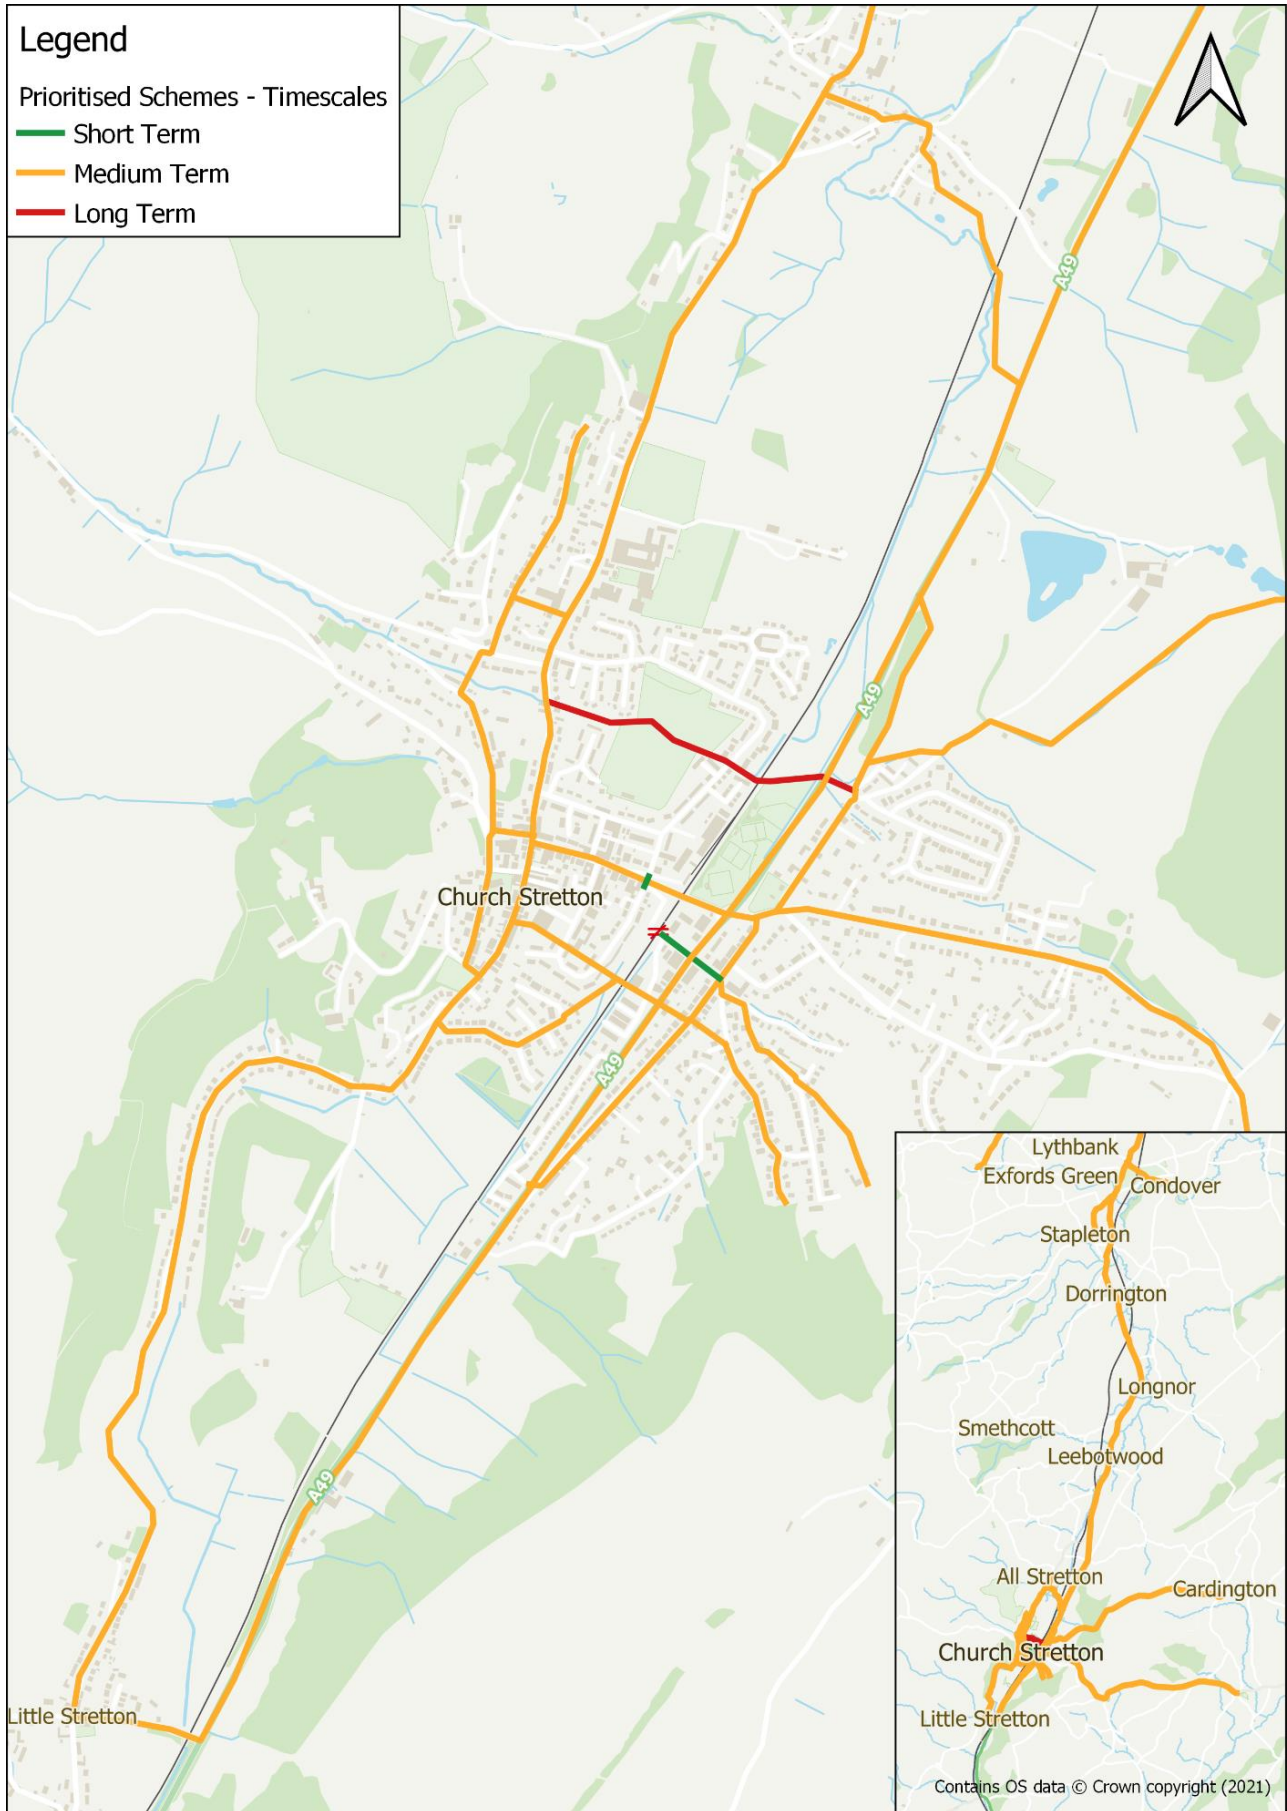 Legend
Prioritised Schemes - Timescales
Short Term
Medium Term
Long Term
A49
A49
Church Stretton
A49
A49
Little Stretton
Lythbank
Exfords Green
Condover
Stapleton
Dorrington
Longnor
Smethcott
Leebotwood
All Stretton
Cardington
Church Stretton
Little Stretton
Contains OS data © Crown copyright (2021)